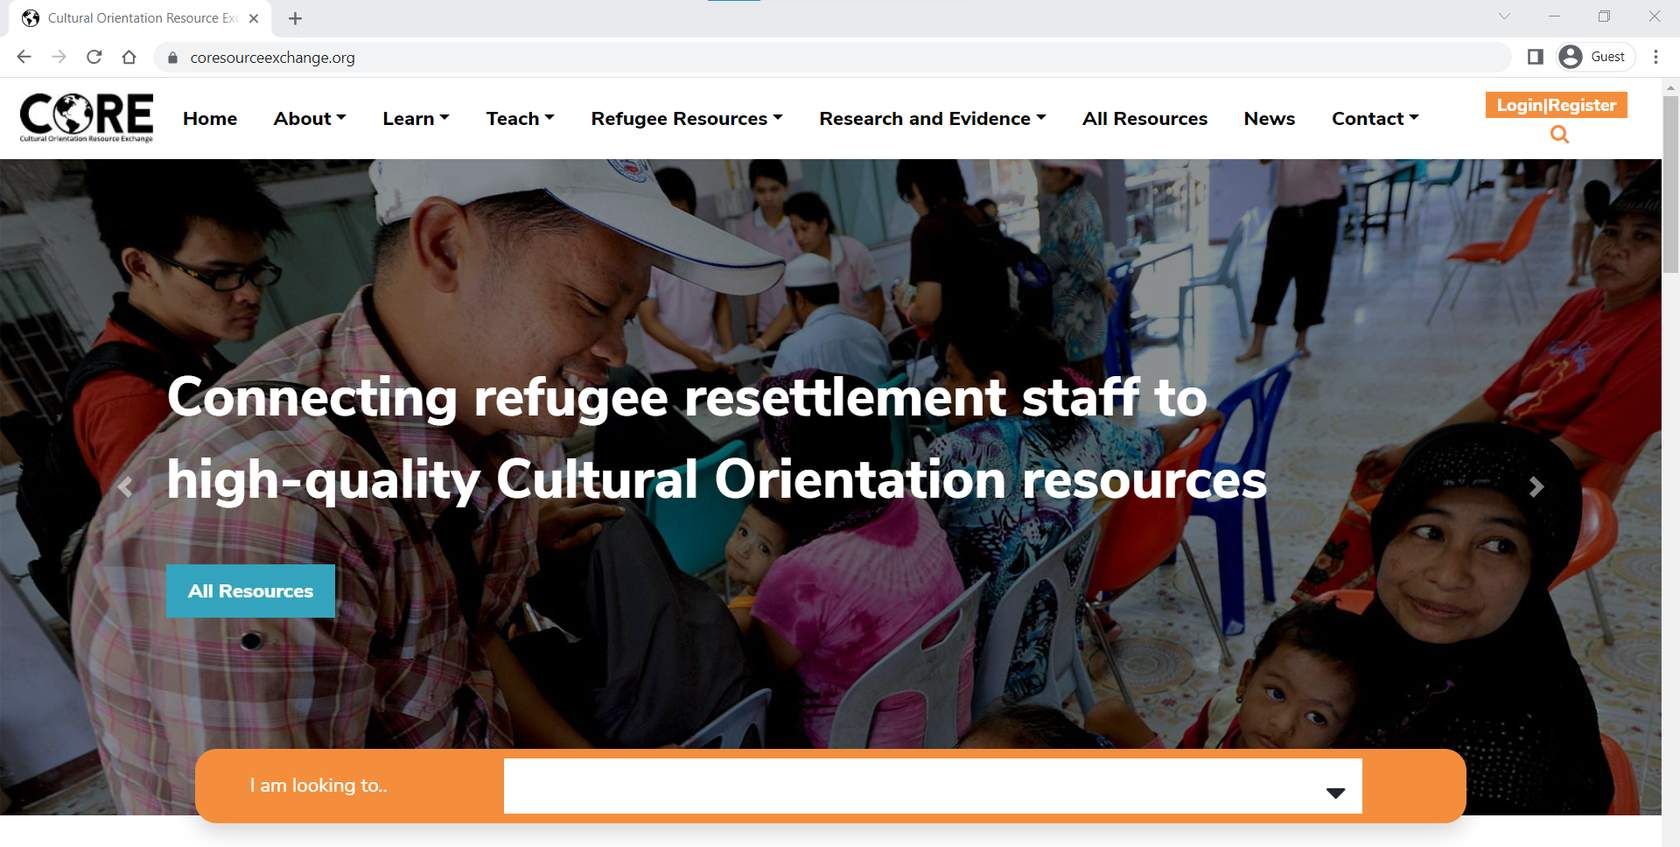 Cultural Orientation Resource Ex
coresourceexchange.org
Guest
CORE
Cultural Orientation Resource Exchange
Home
About
Learn
Teach
Refugee Resources
Research and Evidence
All Resources
News
Contact
Login|Register
Connecting refugee resettlement staff to
high-quality Cultural Orientation resources
All Resources
I am looking to..